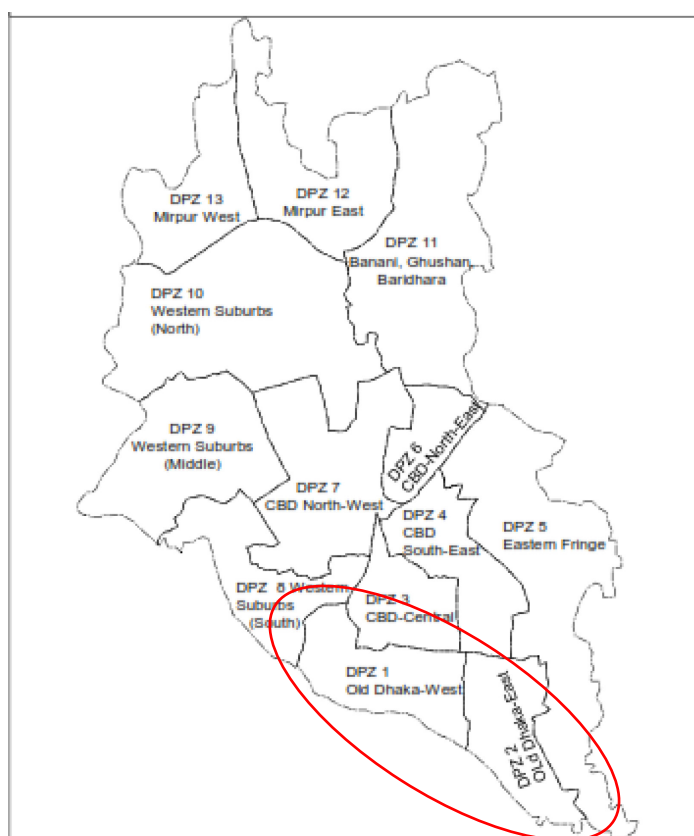 DPZ 13
Mirpur West
DPZ 12
Mirpur East
DPZ 11
Banani, Ghushan,
Baridhara
DPZ 10
Western Suburbs
(North)
DPZ 9
Western Suburbs
(Middle)
DPZ 6
CBD-North-East
DPZ 7
CBD North-West
DPZ 4
CBD
South-East
DPZ 5
Eastern Fringe
DPZ 8 Western
Suburbs
(South)
DPZ 3
CBD-Central
DPZ 1
Old Dhaka-West
DPZ 2
Old Dhaka-East